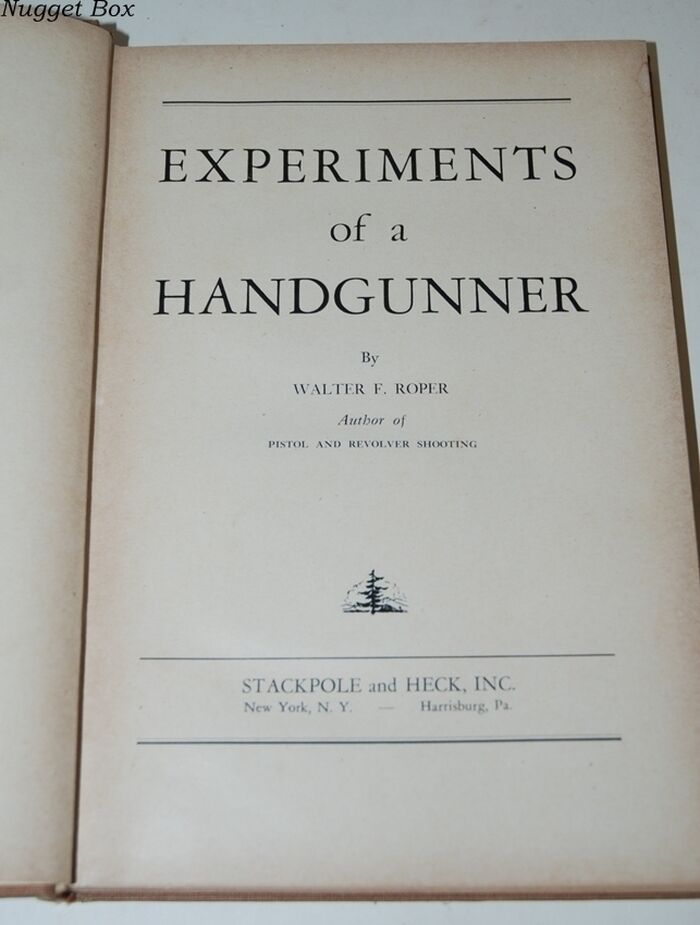 Nugget Box
EXPERIMENTS
of a
HANDGUNNER
By
WALTER F. ROPER
Author of
PISTOL AND REVOLVER SHOOTING
STACKPOLE and HECK, INC.
New York, N. Y. — Harrisburg, Pa.